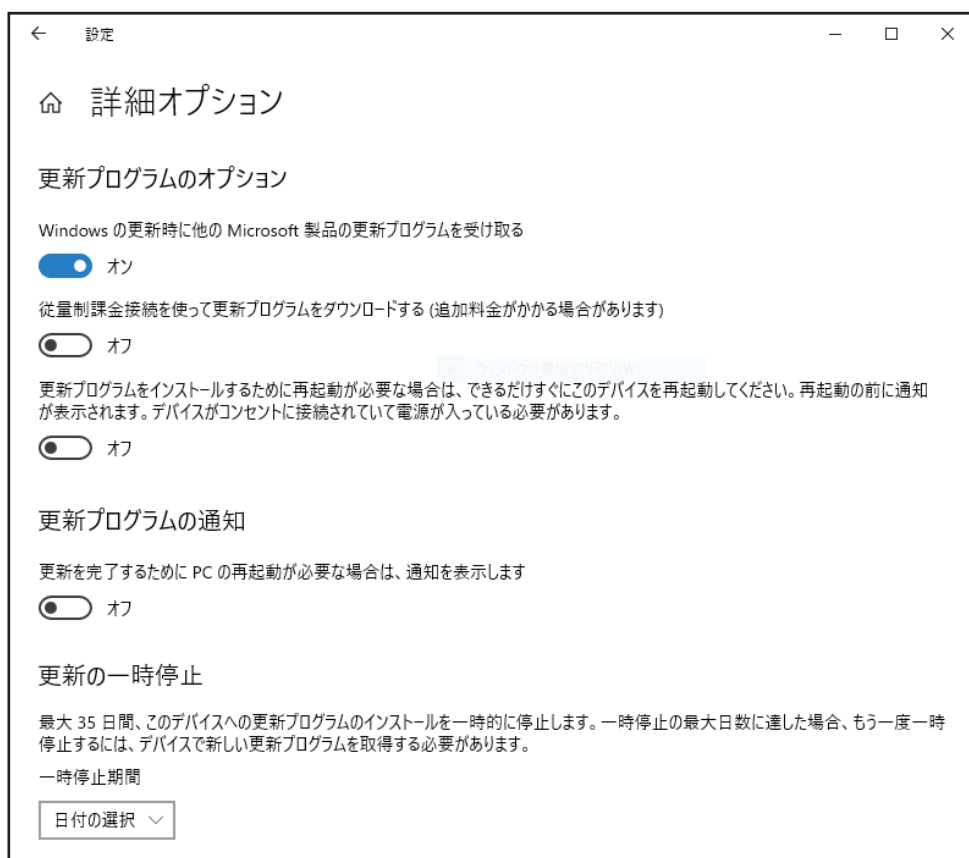 設定
詳細オプション
更新プログラムのオプション
Windows の更新時に他の Microsoft 製品の更新プログラムを受け取る
オン
従量制課金接続を使って更新プログラムをダウンロードする (追加料金がかかる場合があります)
オフ
ウィンドウの領域切り取り(W)
更新プログラムをインストールするために再起動が必要な場合は、できるだけすぐにこのデバイスを再起動してください。再起動の前に通知
が表示されます。デバイスがコンセントに接続されていて電源が入っている必要があります。
オフ
更新プログラムの通知
更新を完了するために PC の再起動が必要な場合は、通知を表示します
オフ
更新の一時停止
最大 35 日間、このデバイスへの更新プログラムのインストールを一時的に停止します。一時停止の最大日数に達した場合、もう一度一時
停止するには、デバイスで新しい更新プログラムを取得する必要があります。
一時停止期間
日付の選択